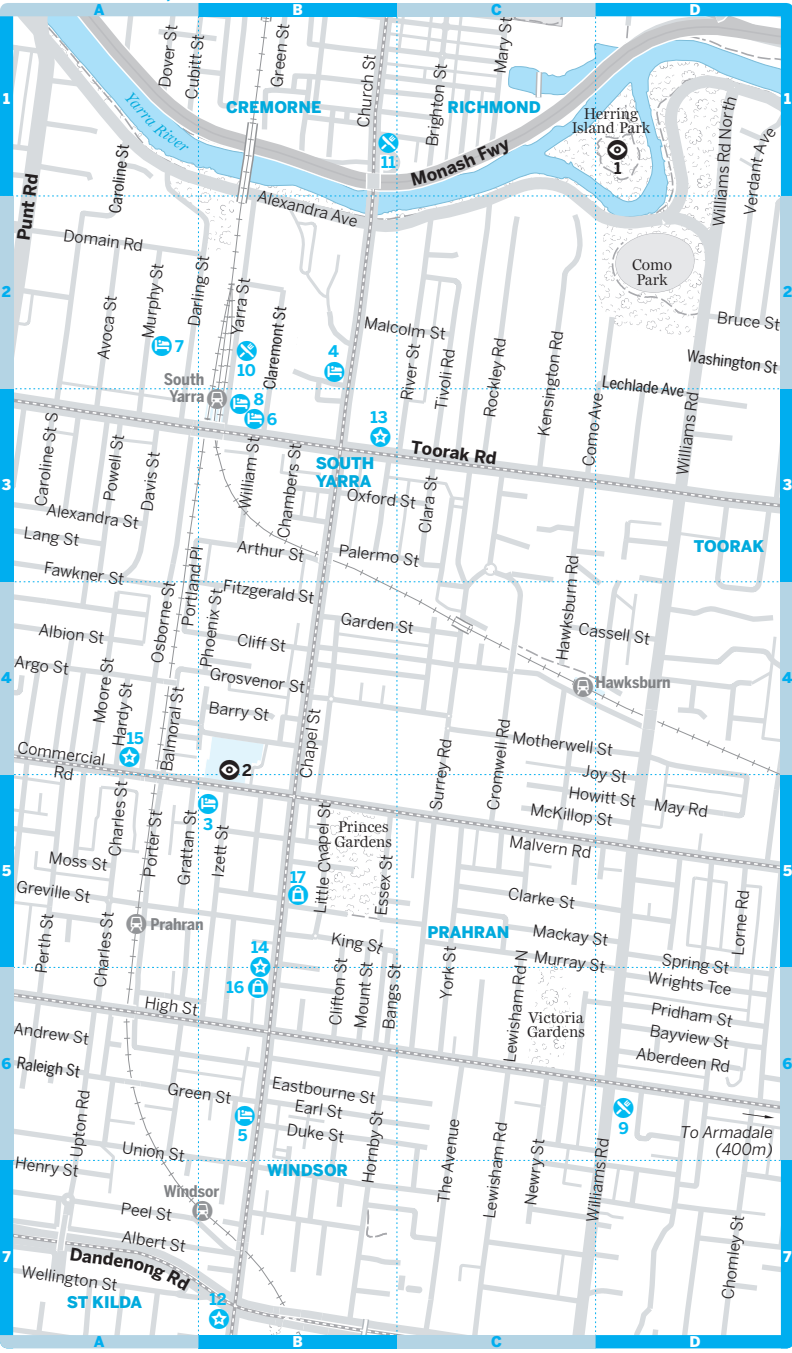 A
B
C
D
1
Dover St
Cubitt St
Green St
Church St
Brighton St
Mary St
CREMORNE
RICHMOND
Yarra River
11
Monash Fwy
Herring
Island Park
1
Williams Rd North
Verdant Ave
1
Punt Rd
Caroline St
Alexandra Ave
Domain Rd
2
Murphy St
Avoca St
Darling St
Yarra St
Claremont St
7
10
4
Malcolm St
River St
Tivoli Rd
Rockley Rd
Kensington Rd
Como
Park
Bruce St
Washington St
Lechlade Ave
Como Ave
Williams Rd
2
South
Yarra
8
6
13
Toorak Rd
SOUTH
YARRA
3
Caroline St S
Powell St
Davis St
William St
Chambers St
Oxford St
Clara St
Alexandra St
Lang St
Arthur St
Palermo St
TOORAK
3
Fawkner St
Osborne St
Portland Pl
Phoenix St
Fitzgerald St
Garden St
Hawksburn Rd
Cassell St
Albion St
Argo St
Cliff St
Grosvenor St
Barry St
4
Moore St
Hardy St
Balmoral St
Chapel St
Hawksburn
4
15
Commercial
Rd
2
Surrey Rd
Cromwell Rd
Motherwell St
Joy St
Howitt St
McKillop St
May Rd
Malvern Rd
3
Charles St
Porter St
Grattan St
Izett St
Little Chapel St
Princes
Gardens
Essex St
5
Moss St
Greville St
17
Clarke St
Lorne Rd
5
Perth St
Charles St
Prahran
PRAHRAN
Mackay St
Murray St
14
16
King St
Clifton St
Mount St
Bangs St
York St
Lewisham Rd N
Spring St
Wrights Tce
Pridham St
Bayview St
Aberdeen Rd
High St
Victoria
Gardens
Andrew St
Raleigh St
6
Upton Rd
Green St
5
Eastbourne St
Earl St
Duke St
Hornby St
6
9
To Armadale
(400m)
Union St
Henry St
WINDSOR
The Avenue
Lewisham Rd
Newry St
Williams Rd
Windsor
Peel St
Albert St
7
Dandenong Rd
Wellington St
ST KILDA
12
Chomley St
7
A
B
C
D